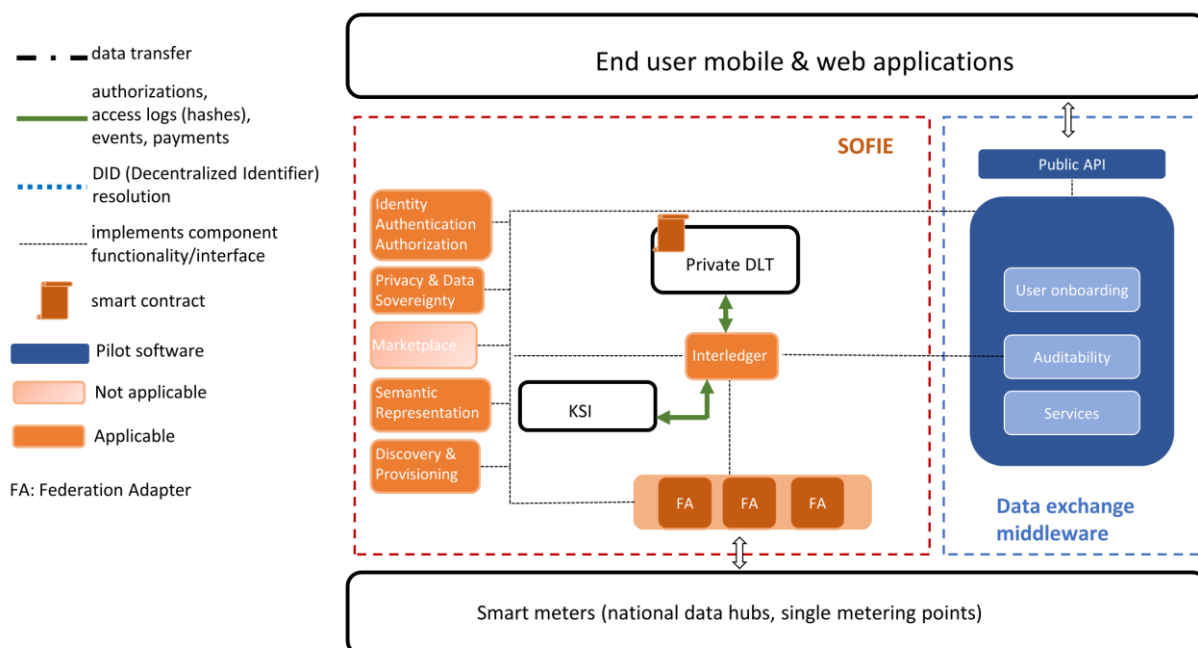 data transfer
authorizations,
access logs (hashes),
events, payments
DID (Decentralized Identifier)
resolution
implements component
functionality/interface
smart contract
Pilot software
Not applicable
Applicable
FA: Federation Adapter
End user mobile & web applications
SOFIE
Identity
Authentication
Authorization
Privacy & Data
Sovereignty
Marketplace
Semantic
Representation
Discovery &
Provisioning
Private DLT
Interledger
KSI
FA
FA
FA
Public API
User onboarding
Auditability
Services
Data exchange
middleware
Smart meters (national data hubs, single metering points)